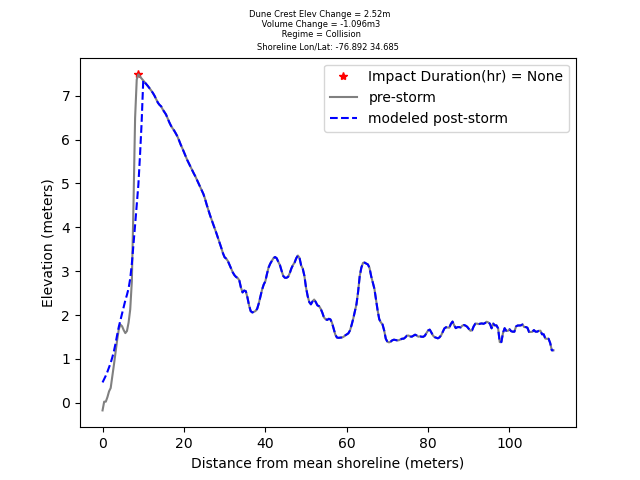 Dune Crest Elev Change = 2.52m
Volume Change = -1.096m3
Regime = Collision
Shoreline Lon/Lat: -76.892 34.685
Impact Duration(hr) = None
pre-storm
modeled post-storm
Elevation (meters)
7
6
5
4
3
2
1
0
0 20 40 60 80 100
Distance from mean shoreline (meters)